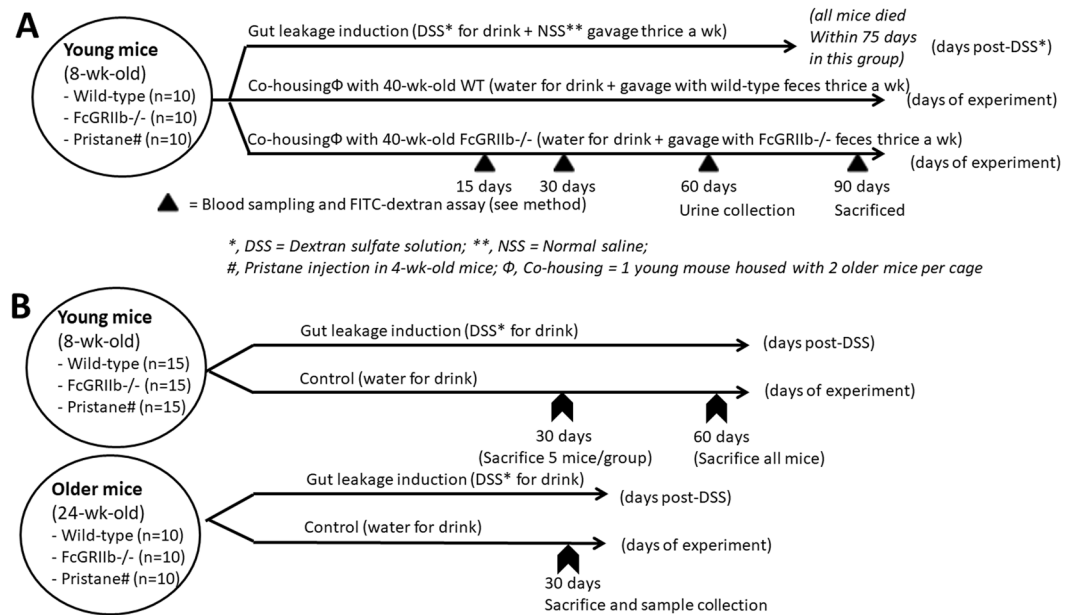 A
Young mice
(8-wk-old)
- Wild-type (n=10)
- FcGRIIb-/- (n=10)
- Pristane# (n=10)
Gut leakage induction (DSS* for drink + NSS** gavage thrice a wk)
(all mice died
Within 75 days
in this group)
(days post-DSS*)
Co-housingΦ with 40-wk-old WT (water for drink + gavage with wild-type feces thrice a wk)
(days of experiment)
Co-housingΦ with 40-wk-old FcGRIIb-/- (water for drink + gavage with FcGRIIb-/- feces thrice a wk)
(days of experiment)
15 days
30 days
60 days
Urine collection
90 days
Sacrificed
= Blood sampling and FITC-dextran assay (see method)
*, DSS = Dextran sulfate solution; **, NSS = Normal saline;
#, Pristane injection in 4-wk-old mice; Φ, Co-housing = 1 young mouse housed with 2 older mice per cage
B
Young mice
(8-wk-old)
- Wild-type (n=15)
- FcGRIIb-/- (n=15)
- Pristane# (n=15)
Gut leakage induction (DSS* for drink)
(days post-DSS)
Control (water for drink)
(days of experiment)
30 days
(Sacrifice 5 mice/group)
60 days
(Sacrifice all mice)
Older mice
(24-wk-old)
- Wild-type (n=10)
- FcGRIIb-/- (n=10)
- Pristane# (n=10)
Gut leakage induction (DSS* for drink)
(days post-DSS)
Control (water for drink)
(days of experiment)
30 days
Sacrifice and sample collection